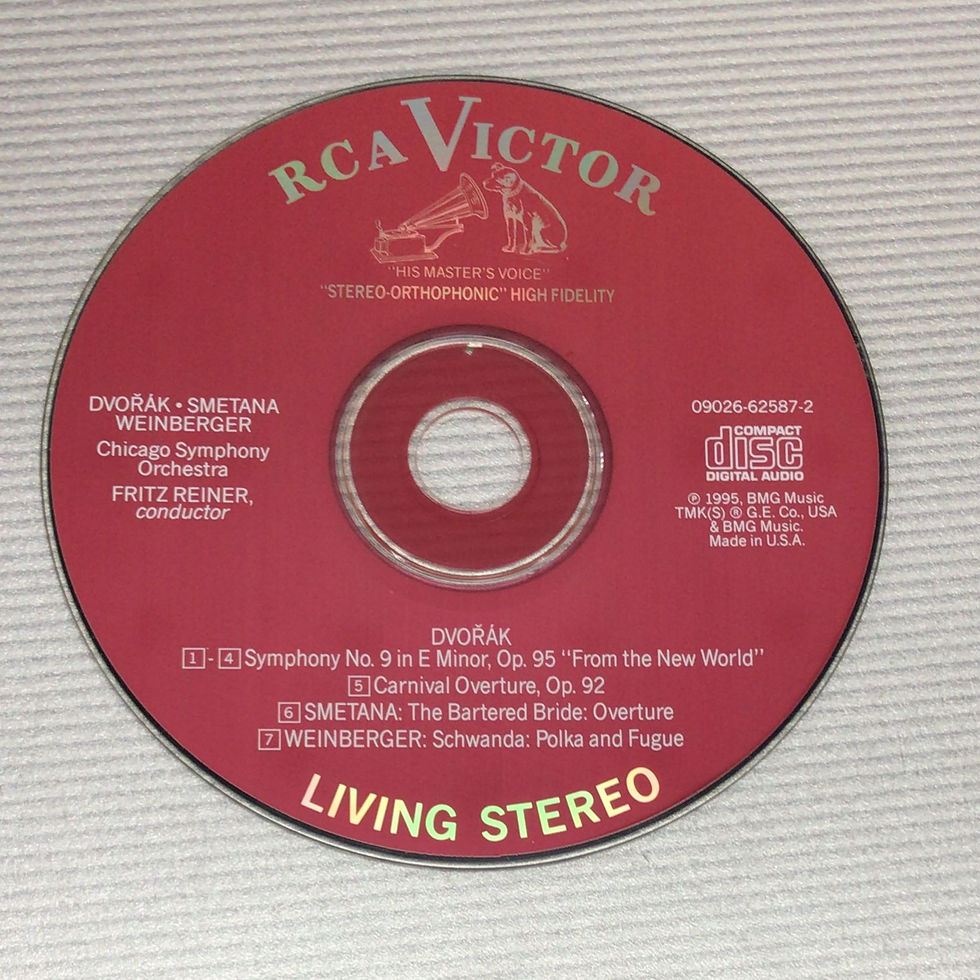 RCA VICTOR
"HIS MASTER'S VOICE"
"STEREO-ORTHOPHONIC" HIGH FIDELITY
DVOŘÁK • SMETANA
WEINBERGER
Chicago Symphony
Orchestra
FRITZ REINER,
conductor
09026-62587-2
COMPACT
disc
DIGITAL AUDIO
℗ 1995, BMG Music
TMK(S) ® G.E. Co., USA
& BMG Music.
Made in U.S.A.
DVOŘÁK
1 - 4 Symphony No. 9 in E Minor, Op. 95 "From the New World"
5 Carnival Overture, Op. 92
6 SMETANA: The Bartered Bride: Overture
7 WEINBERGER: Schwanda: Polka and Fugue
LIVING STEREO